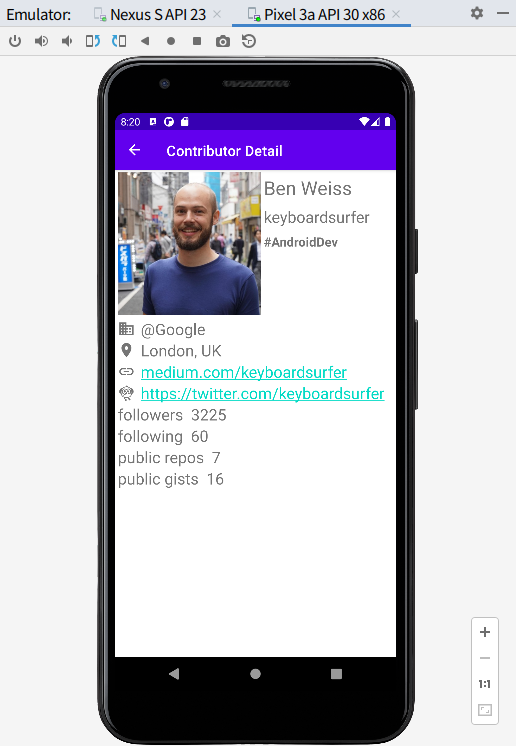 Emulator: Nexus S API 23 Pixel 3a API 30 x86
8:20
Contributor Detail
Ben Weiss
keyboardsurfer
#AndroidDev
@Google
London, UK
medium.com/keyboardsurfer
https://twitter.com/keyboardsurfer
followers 3225
following 60
public repos 7
public gists 16
1:1